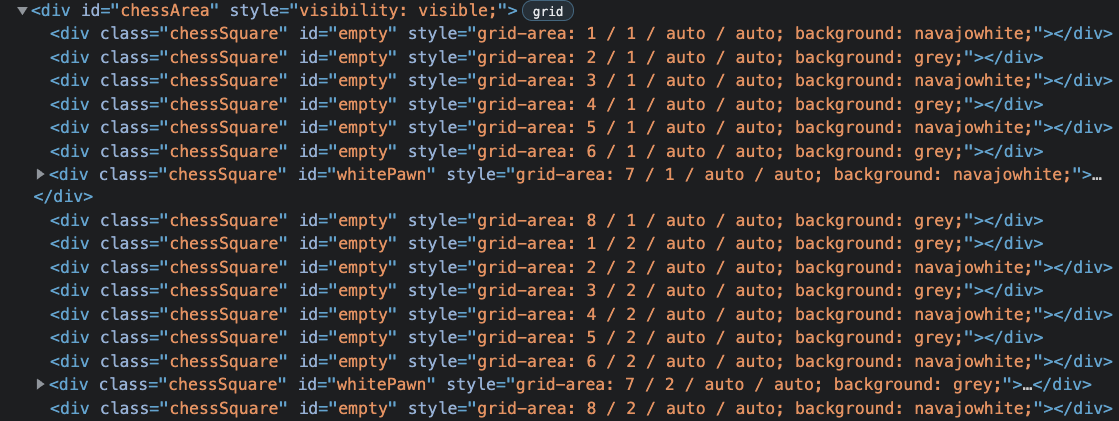 ▼<div id="chessArea" style="visibility: visible;"> grid
<div class="chessSquare" id="empty" style="grid-area: 1 / 1 / auto / auto; background: navajowhite;"></div>
<div class="chessSquare" id="empty" style="grid-area: 2 / 1 / auto / auto; background: grey;"></div>
<div class="chessSquare" id="empty" style="grid-area: 3 / 1 / auto / auto; background: navajowhite;"></div>
<div class="chessSquare" id="empty" style="grid-area: 4 / 1 / auto / auto; background: grey;"></div>
<div class="chessSquare" id="empty" style="grid-area: 5 / 1 / auto / auto; background: navajowhite;"></div>
<div class="chessSquare" id="empty" style="grid-area: 6 / 1 / auto / auto; background: grey;"></div>
▶<div class="chessSquare" id="whitePawn" style="grid-area: 7 / 1 / auto / auto; background: navajowhite;">…
</div>
<div class="chessSquare" id="empty" style="grid-area: 8 / 1 / auto / auto; background: grey;"></div>
<div class="chessSquare" id="empty" style="grid-area: 1 / 2 / auto / auto; background: grey;"></div>
<div class="chessSquare" id="empty" style="grid-area: 2 / 2 / auto / auto; background: navajowhite;"></div>
<div class="chessSquare" id="empty" style="grid-area: 3 / 2 / auto / auto; background: grey;"></div>
<div class="chessSquare" id="empty" style="grid-area: 4 / 2 / auto / auto; background: navajowhite;"></div>
<div class="chessSquare" id="empty" style="grid-area: 5 / 2 / auto / auto; background: grey;"></div>
<div class="chessSquare" id="empty" style="grid-area: 6 / 2 / auto / auto; background: navajowhite;"></div>
▶<div class="chessSquare" id="whitePawn" style="grid-area: 7 / 2 / auto / auto; background: grey;">…</div>
<div class="chessSquare" id="empty" style="grid-area: 8 / 2 / auto / auto; background: navajowhite;"></div>